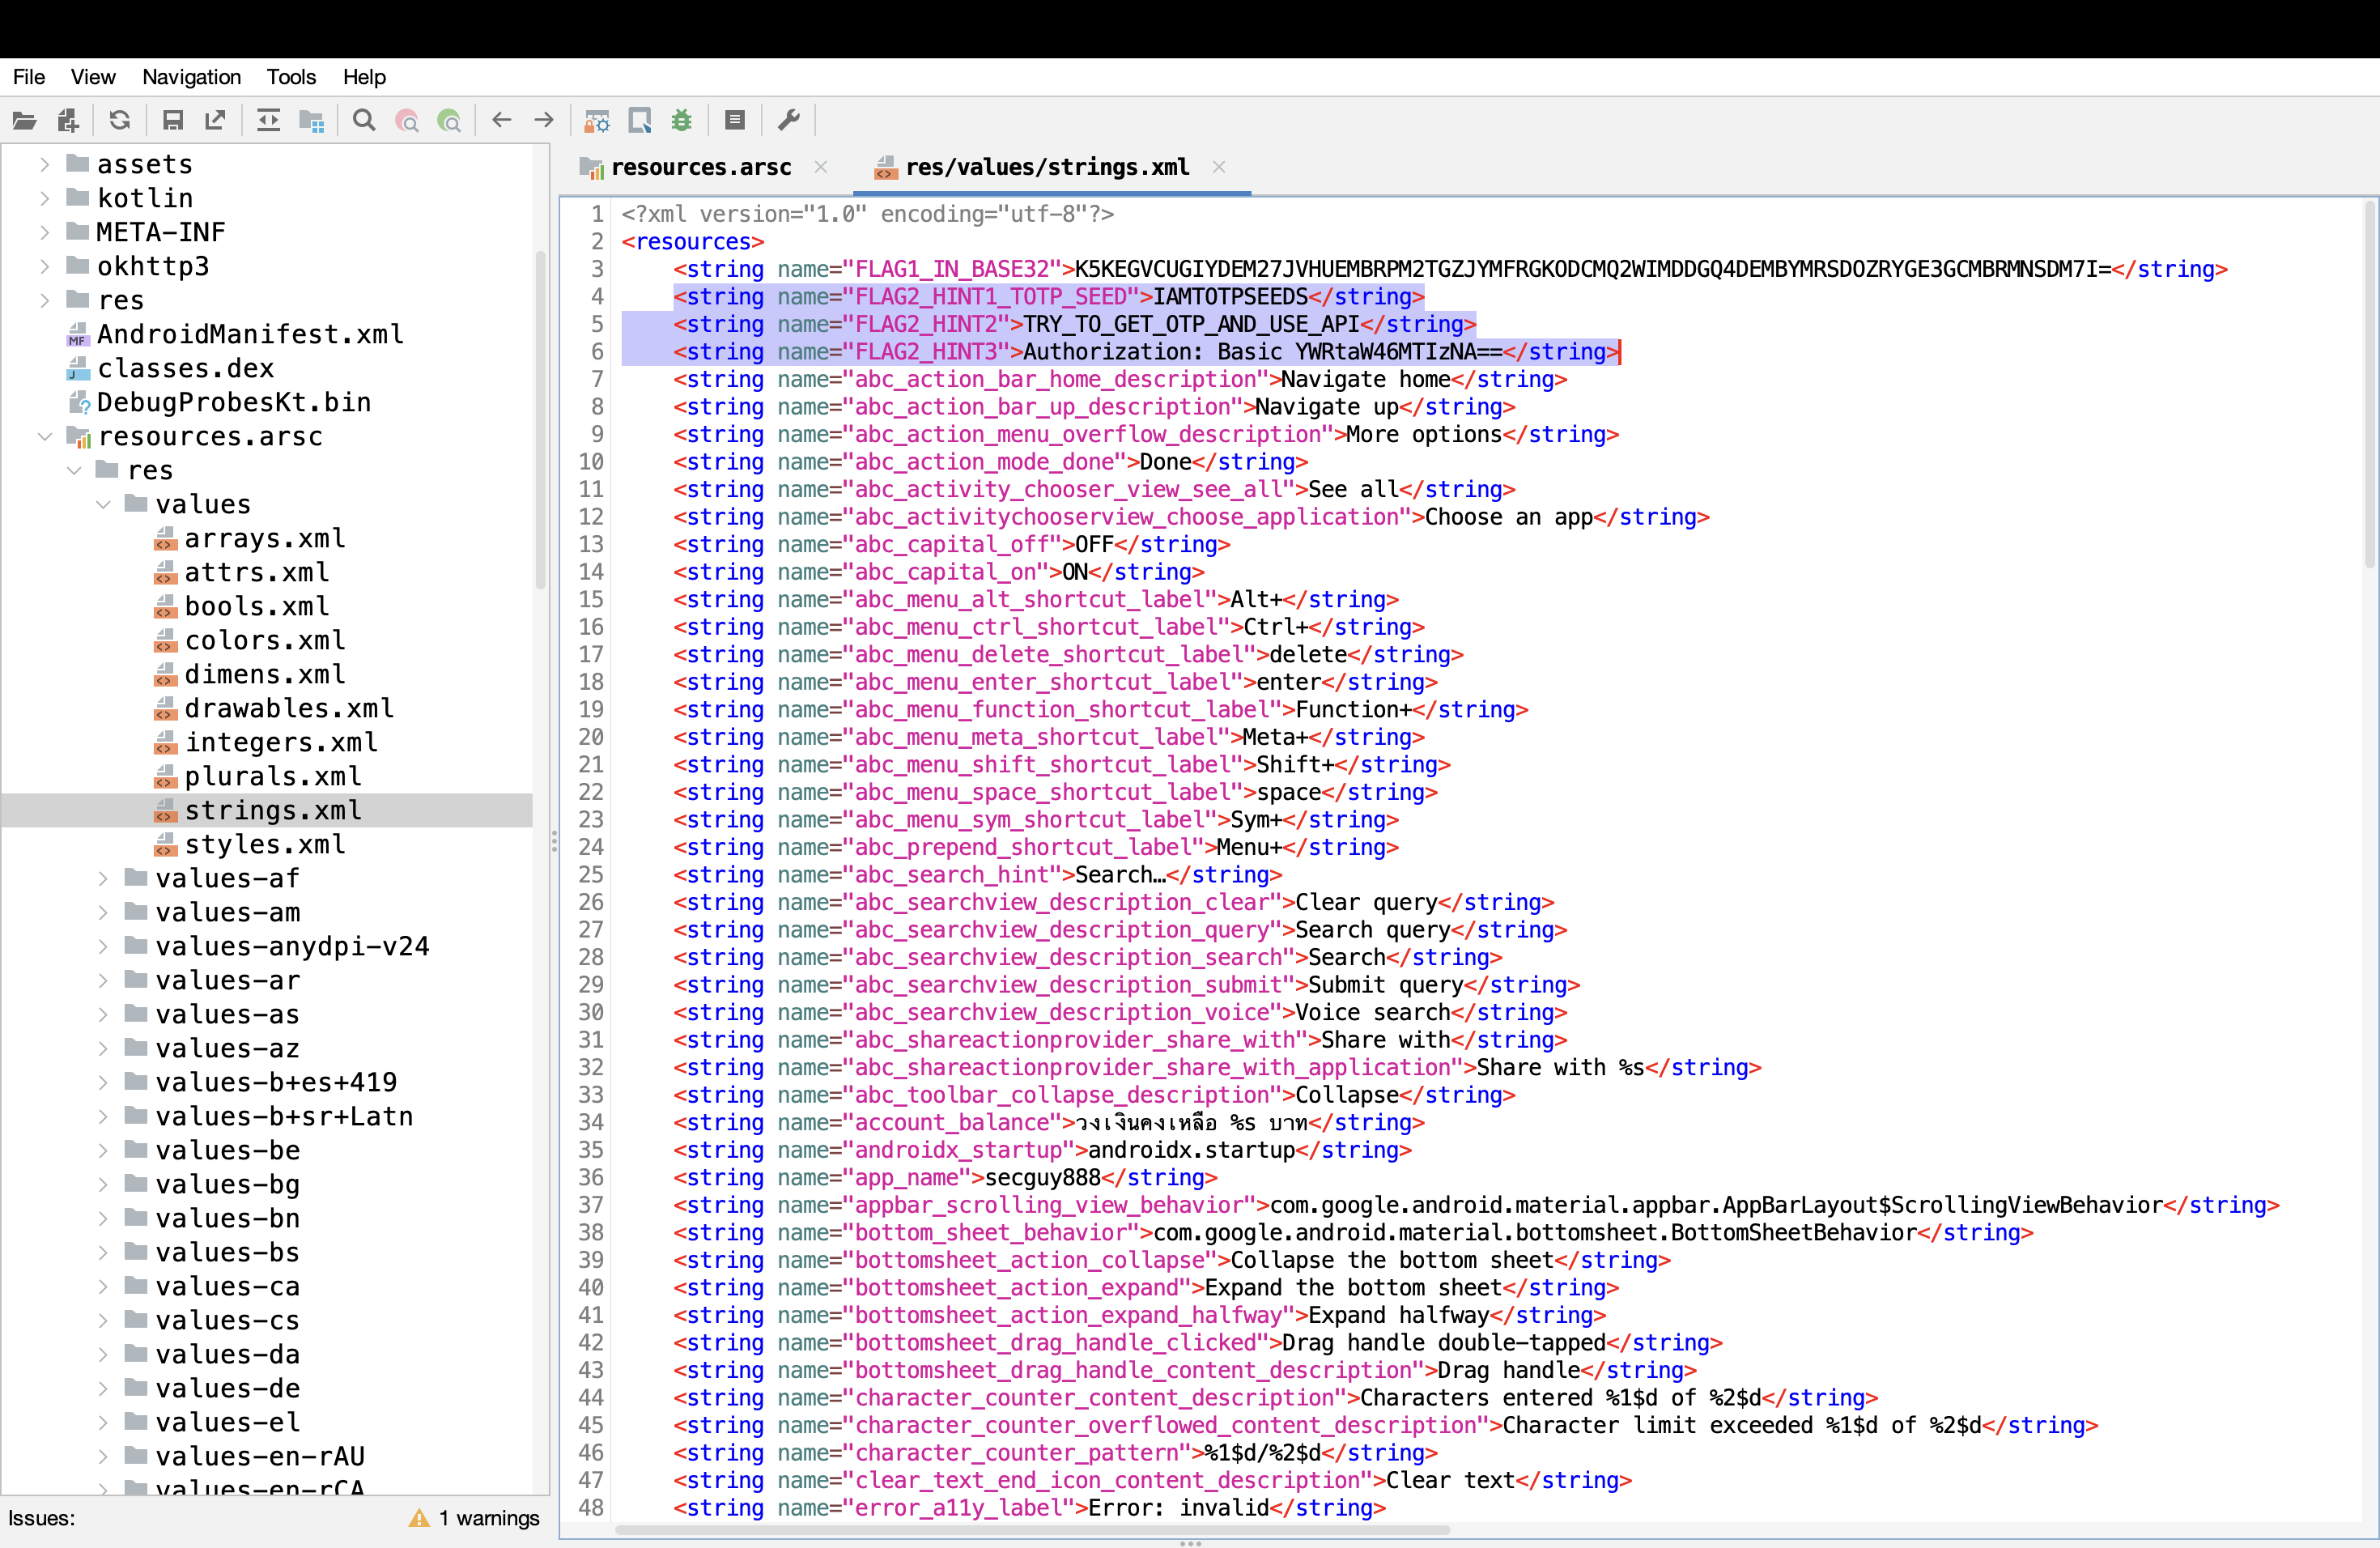 File View Navigation Tools Help
assets
kotlin
META-INF
okhttp3
res
AndroidManifest.xml
classes.dex
DebugProbesKt.bin
resources.arsc
res
values
arrays.xml
attrs.xml
bools.xml
colors.xml
dimens.xml
drawables.xml
integers.xml
plurals.xml
strings.xml
styles.xml
values-af
values-am
values-anydpi-v24
values-ar
values-as
values-az
values-b+es+419
values-b+sr+Latn
values-be
values-bg
values-bn
values-bs
values-ca
values-cs
values-da
values-de
values-el
values-en-rAU
values-en-rCA
Issues: 1 warnings
resources.arsc res/values/strings.xml
1 <?xml version="1.0" encoding="utf-8"?>
2 <resources>
3 <string name="FLAG1_IN_BASE32">K5KEGVCUGIYDEM27JVHUEMBRPM2TGZJYMFRGKODCMQ2WIMDDGQ4DEMBYMRSDOZRYGE3GCMBRMNSDM7I=</string>
4 <string name="FLAG2_HINT1_TOTP_SEED">IAMTOTPSEEDS</string>
5 <string name="FLAG2_HINT2">TRY_TO_GET_OTP_AND_USE_API</string>
6 <string name="FLAG2_HINT3">Authorization: Basic YWRtaW46MTIzNA==</string>
7 <string name="abc_action_bar_home_description">Navigate home</string>
8 <string name="abc_action_bar_up_description">Navigate up</string>
9 <string name="abc_action_menu_overflow_description">More options</string>
10 <string name="abc_action_mode_done">Done</string>
11 <string name="abc_activity_chooser_view_see_all">See all</string>
12 <string name="abc_activitychooserview_choose_application">Choose an app</string>
13 <string name="abc_capital_off">OFF</string>
14 <string name="abc_capital_on">ON</string>
15 <string name="abc_menu_alt_shortcut_label">Alt+</string>
16 <string name="abc_menu_ctrl_shortcut_label">Ctrl+</string>
17 <string name="abc_menu_delete_shortcut_label">delete</string>
18 <string name="abc_menu_enter_shortcut_label">enter</string>
19 <string name="abc_menu_function_shortcut_label">Function+</string>
20 <string name="abc_menu_meta_shortcut_label">Meta+</string>
21 <string name="abc_menu_shift_shortcut_label">Shift+</string>
22 <string name="abc_menu_space_shortcut_label">space</string>
23 <string name="abc_menu_sym_shortcut_label">Sym+</string>
24 <string name="abc_prepend_shortcut_label">Menu+</string>
25 <string name="abc_search_hint">Search…</string>
26 <string name="abc_searchview_description_clear">Clear query</string>
27 <string name="abc_searchview_description_query">Search query</string>
28 <string name="abc_searchview_description_search">Search</string>
29 <string name="abc_searchview_description_submit">Submit query</string>
30 <string name="abc_searchview_description_voice">Voice search</string>
31 <string name="abc_shareactionprovider_share_with">Share with</string>
32 <string name="abc_shareactionprovider_share_with_application">Share with %s</string>
33 <string name="abc_toolbar_collapse_description">Collapse</string>
34 <string name="account_balance">วงเงินคงเหลือ %s บาท</string>
35 <string name="androidx_startup">androidx.startup</string>
36 <string name="app_name">secguy888</string>
37 <string name="appbar_scrolling_view_behavior">com.google.android.material.appbar.AppBarLayout$ScrollingViewBehavior</string>
38 <string name="bottom_sheet_behavior">com.google.android.material.bottomsheet.BottomSheetBehavior</string>
39 <string name="bottomsheet_action_collapse">Collapse the bottom sheet</string>
40 <string name="bottomsheet_action_expand">Expand the bottom sheet</string>
41 <string name="bottomsheet_action_expand_halfway">Expand halfway</string>
42 <string name="bottomsheet_drag_handle_clicked">Drag handle double-tapped</string>
43 <string name="bottomsheet_drag_handle_content_description">Drag handle</string>
44 <string name="character_counter_content_description">Characters entered %1$d of %2$d</string>
45 <string name="character_counter_overflowed_content_description">Character limit exceeded %1$d of %2$d</string>
46 <string name="character_counter_pattern">%1$d/%2$d</string>
47 <string name="clear_text_end_icon_content_description">Clear text</string>
48 <string name="error_a11y_label">Error: invalid</string>